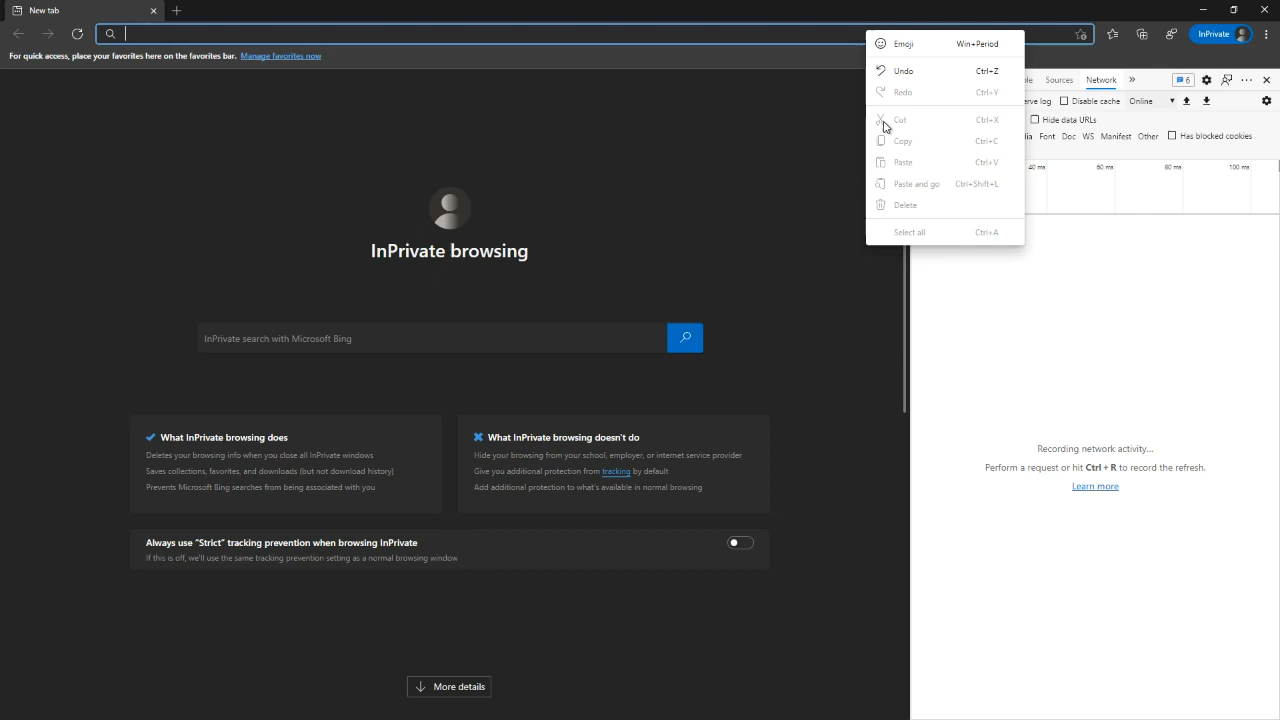 New tab
InPrivate
For quick access, place your favorites here on the favorites bar. Manage favorites now
Emoji Win+Period
Undo Ctrl+Z
Redo Ctrl+Y
Cut Ctrl+X
Copy Ctrl+C
Paste Ctrl+V
Paste and go Ctrl+Shift+L
Delete
Select all Ctrl+A
Sources Network 6
log Disable cache Online
Hide data URLs
Font Doc WS Manifest Other Has blocked cookies
40 ms 60 ms 80 ms 100 ms
InPrivate browsing
InPrivate search with Microsoft Bing
What InPrivate browsing does
Deletes your browsing info when you close all InPrivate windows
Saves collections, favorites, and downloads (but not download history)
Prevents Microsoft Bing searches from being associated with you
What InPrivate browsing doesn't do
Hide your browsing from your school, employer, or internet service provider
Give you additional protection from tracking by default
Add additional protection to what's available in normal browsing
Always use "Strict" tracking prevention when browsing InPrivate
If this is off, we'll use the same tracking prevention setting as a normal browsing window
More details
Recording network activity...
Perform a request or hit Ctrl + R to record the refresh.
Learn more